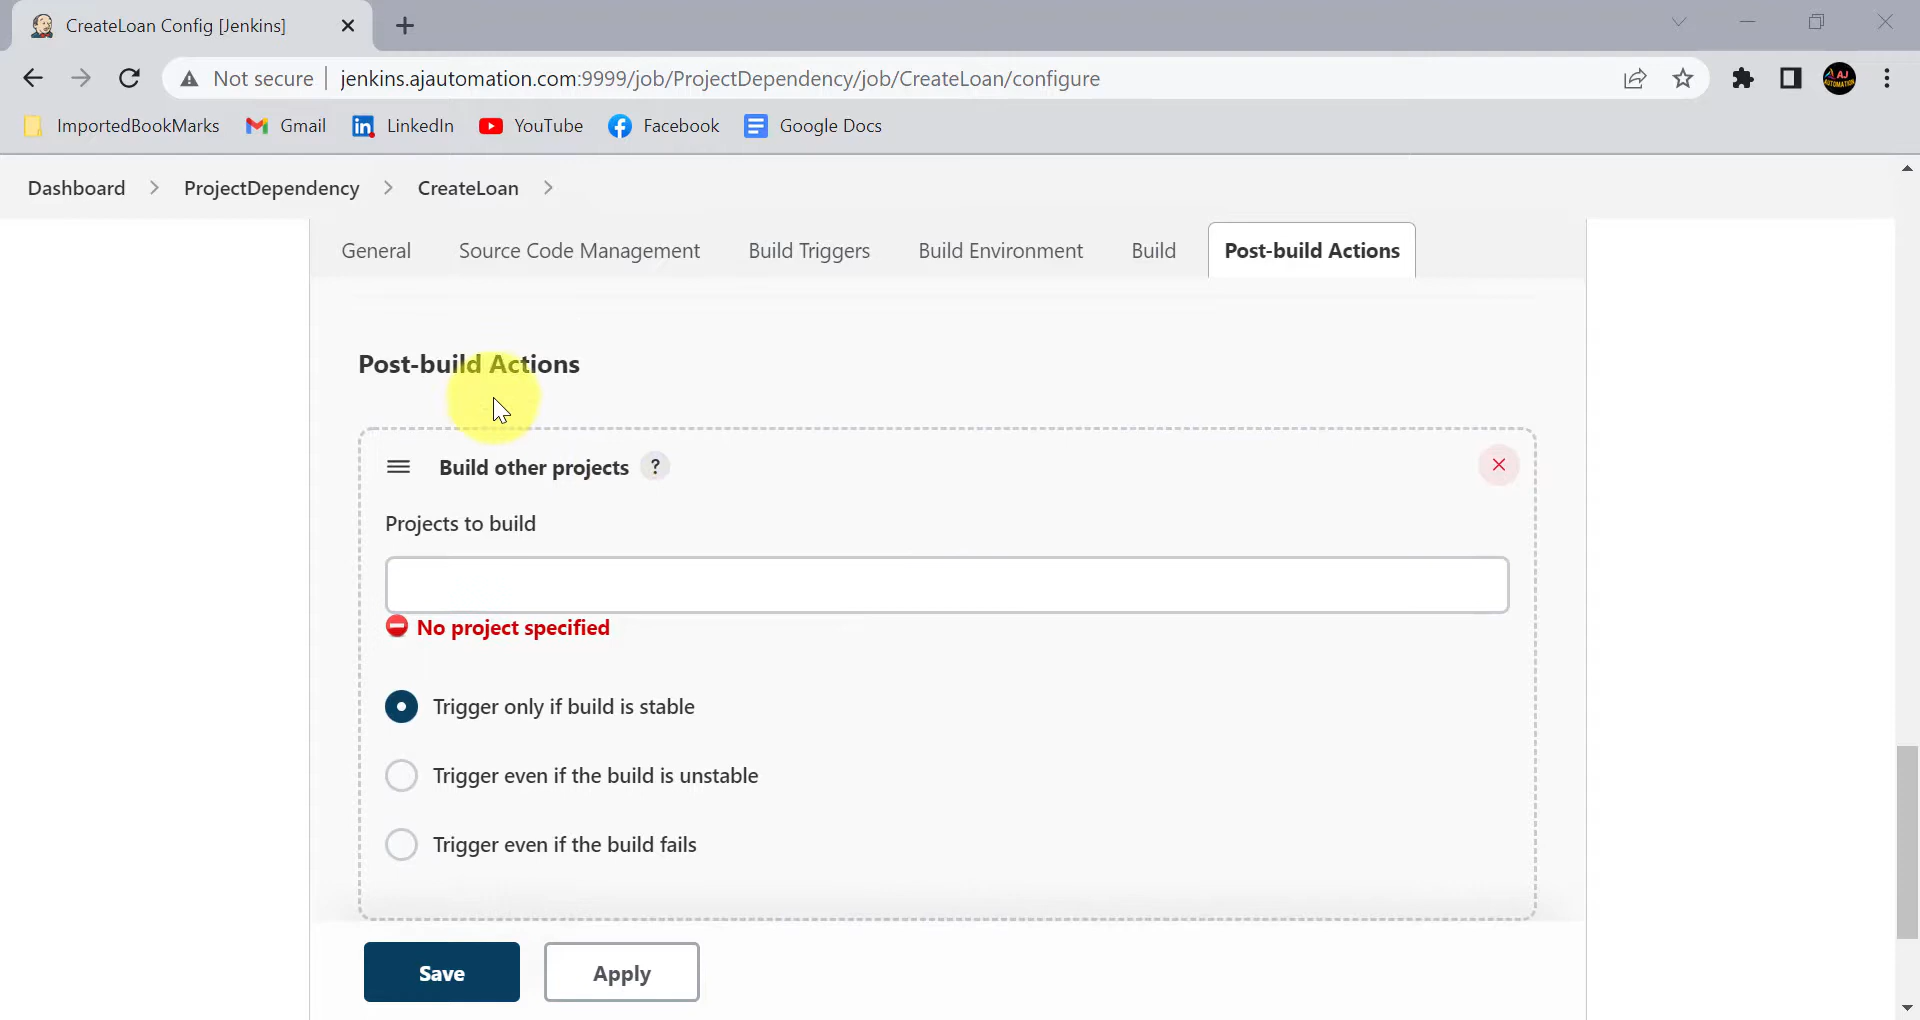 CreateLoan Config [Jenkins]
Not secure jenkins.ajautomation.com:9999/job/ProjectDependency/job/CreateLoan/configure
AJ
AUTOMATION
ImportedBookMarks Gmail LinkedIn YouTube Facebook Google Docs
Dashboard > ProjectDependency > CreateLoan >
General Source Code Management Build Triggers Build Environment Build Post-build Actions
Post-build Actions
Build other projects ?
Projects to build
No project specified
Trigger only if build is stable
Trigger even if the build is unstable
Trigger even if the build fails
Save Apply